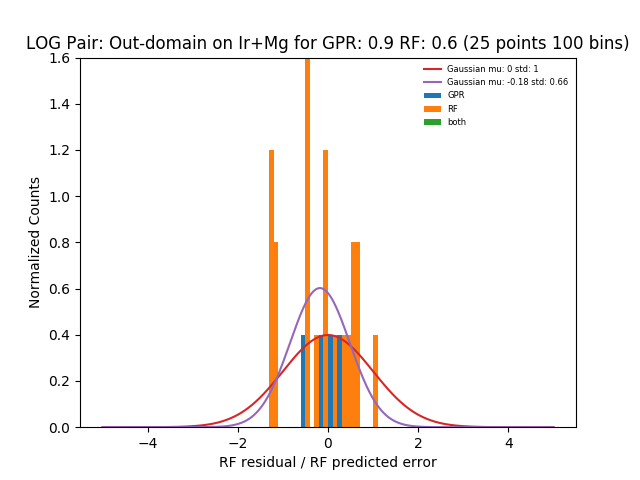 LOG Pair: Out-domain on Ir+Mg for GPR: 0.9 RF: 0.6 (25 points 100 bins)
Gaussian mu: 0 std: 1
Gaussian mu: -0.18 std: 0.66
GPR
RF
both
Normalized Counts
1.6
1.4
1.2
1.0
0.8
0.6
0.4
0.2
0.0
−4 −2 0 2 4
RF residual / RF predicted error